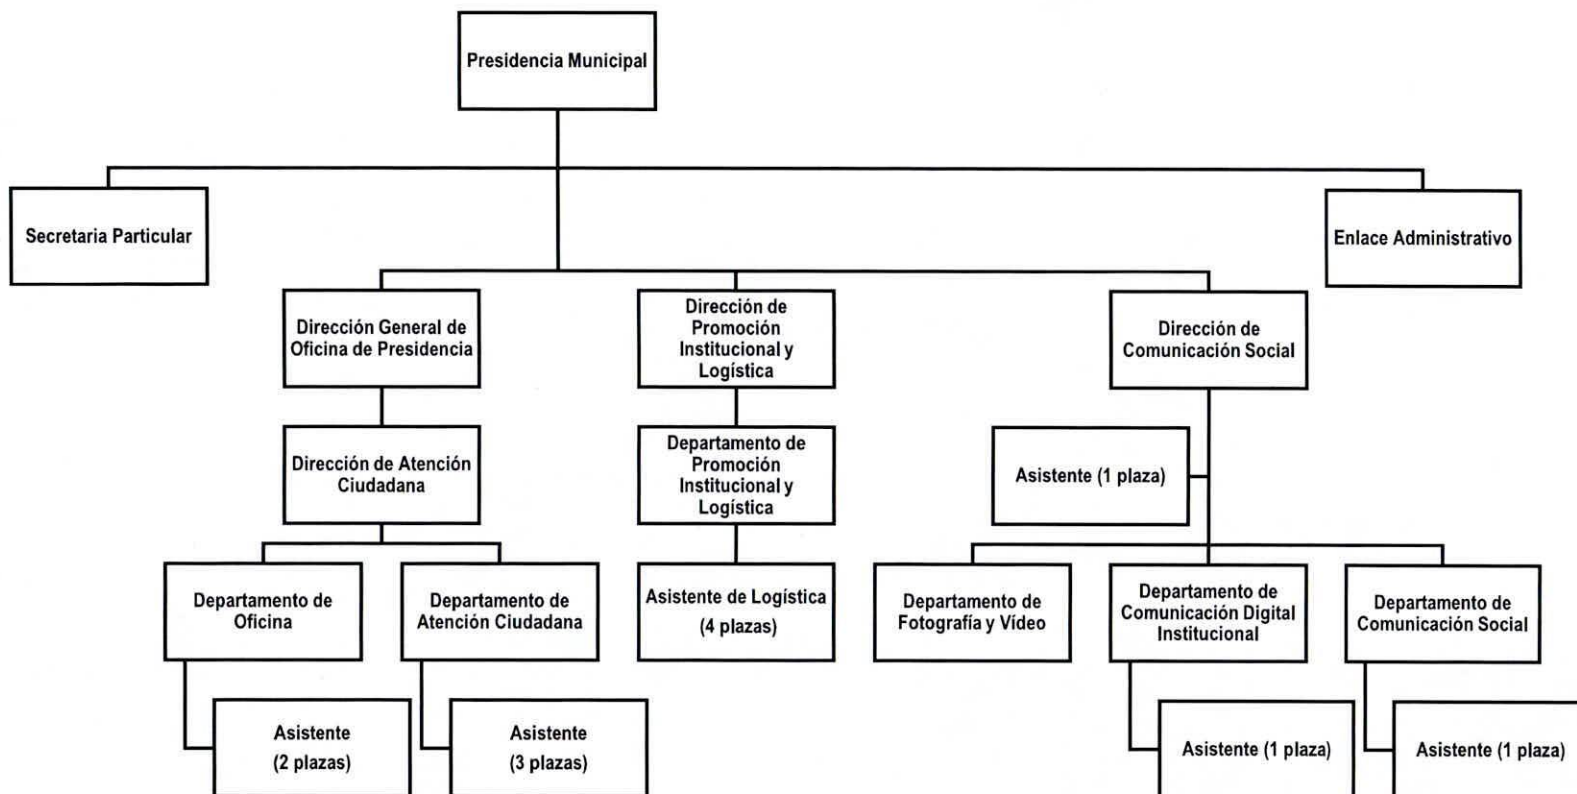 Presidencia Municipal
Secretaria Particular
Enlace Administrativo
Dirección General de
Oficina de Presidencia
Dirección de
Promoción
Institucional y
Logística
Dirección de
Comunicación Social
Dirección de Atención
Ciudadana
Departamento de
Promoción
Institucional y
Logística
Asistente (1 plaza)
Departamento de
Oficina
Departamento de
Atención Ciudadana
Asistente de Logística
(4 plazas)
Departamento de
Fotografía y Vídeo
Departamento de
Comunicación Digital
Institucional
Departamento de
Comunicación Social
Asistente
(2 plazas)
Asistente
(3 plazas)
Asistente (1 plaza)
Asistente (1 plaza)